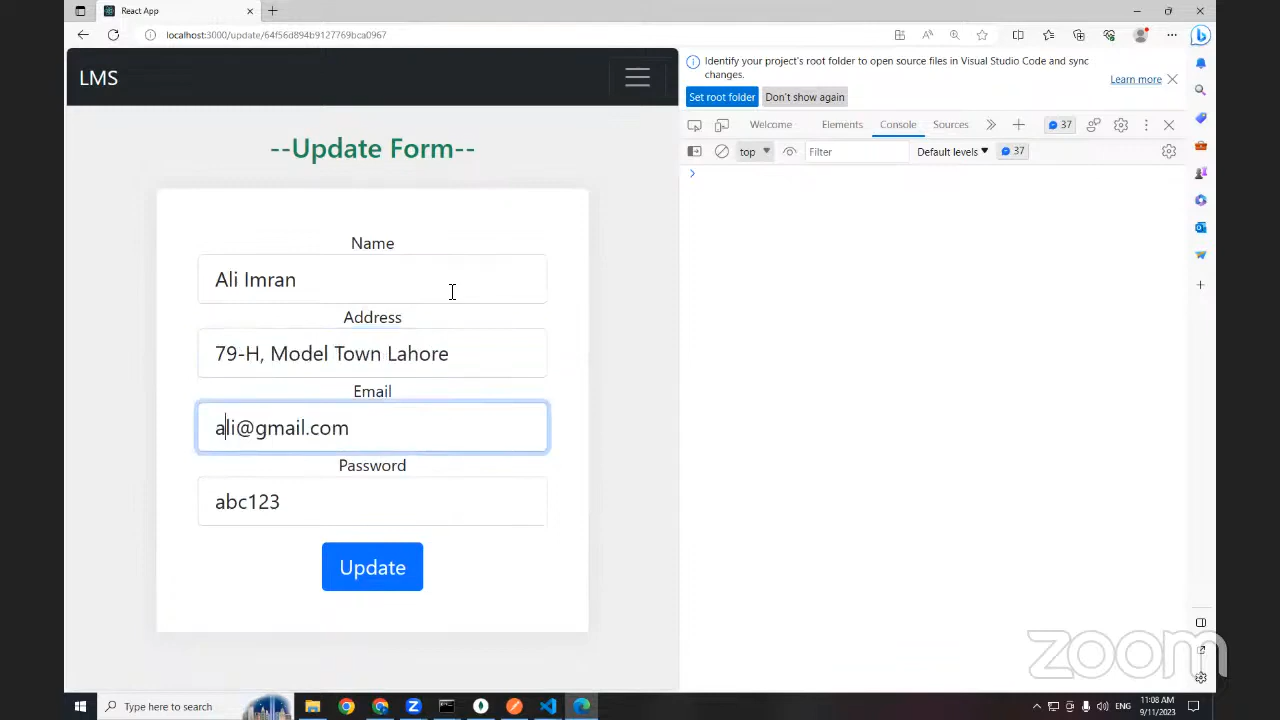 React App
localhost:3000/update/64f56d894b9127769bca0967
LMS
--Update Form--
Name
Ali Imran
Address
79-H, Model Town Lahore
Email
ali@gmail.com
Password
abc123
Update
Identify your project's root folder to open source files in Visual Studio Code and sync
changes.
Learn more
Set root folder
Don't show again
Welcome
Elements
Console
Sources
37
top
Filter
Default levels
37
zoom
Type here to search
ENG
11:08 AM
9/11/2023